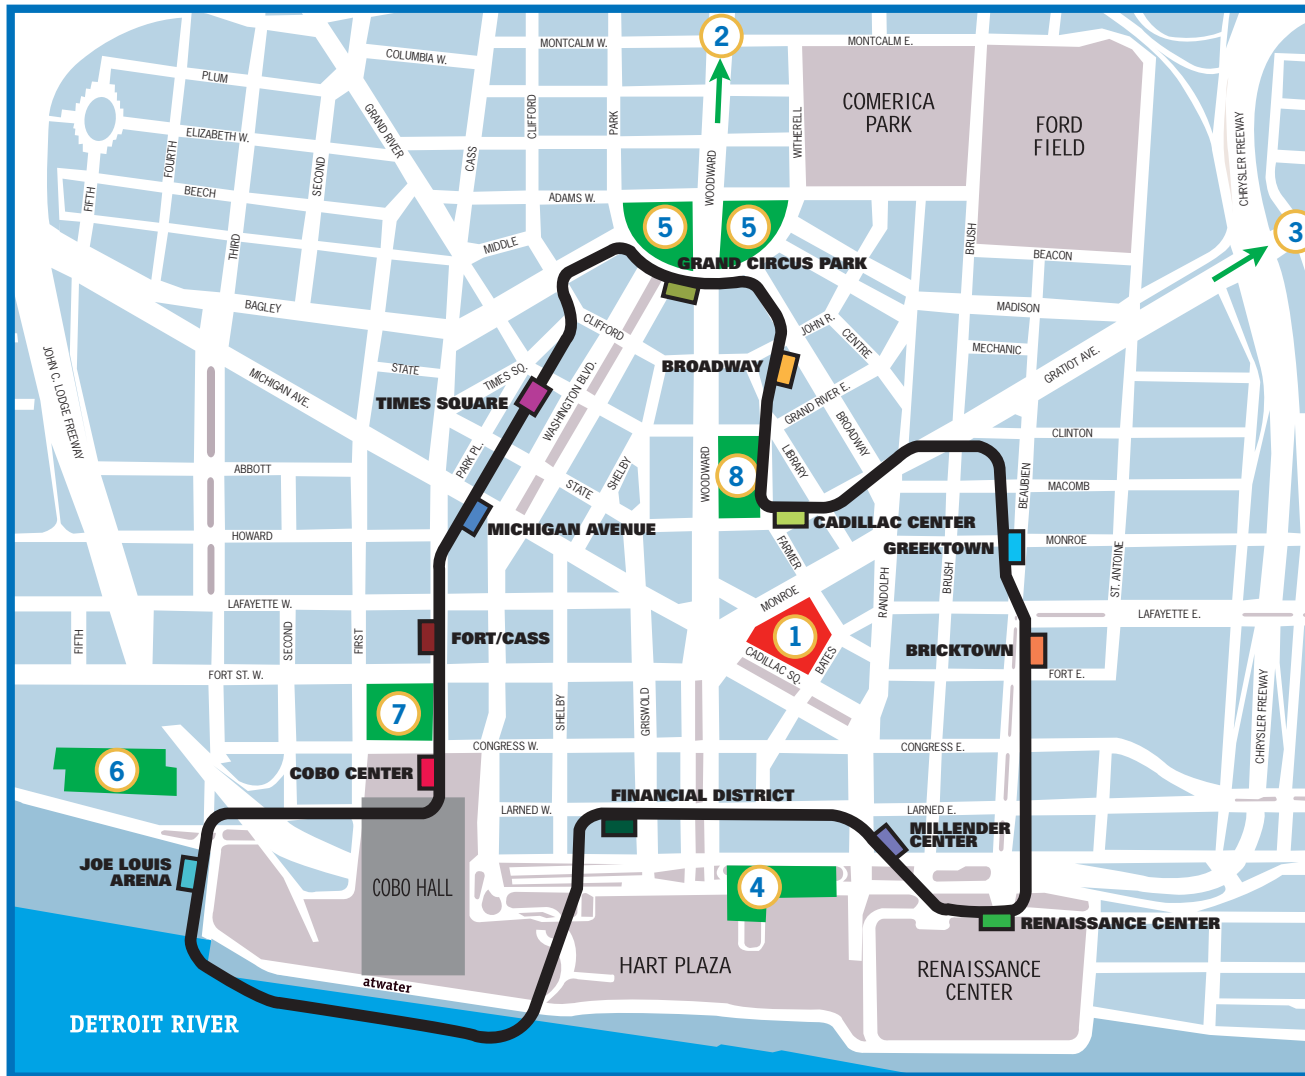 2
MONTCALM W.
MONTCALM E.
COLUMBIA W.
PLUM
GRAND RIVER
CLIFFORD
PARK
WOODWARD
WITHERELL
COMERICA
PARK
FORD
FIELD
CHRYSLER FREEWAY
ELIZABETH W.
FOURTH
SECOND
CASS
FIFTH
BEECH
THIRD
ADAMS W.
MIDDLE
5
5
3
BRUSH
BEACON
GRAND CIRCUS PARK
BAGLEY
MADISON
JOHN R.
CENTRE
CLIFFORD
MECHANIC
GRATIOT AVE.
JOHN C. LODGE FREEWAY
MICHIGAN AVE.
STATE
TIMES SQ.
WASHINGTON BLVD.
BROADWAY
TIMES SQUARE
GRAND RIVER E.
BROADWAY
CLINTON
PARK PL.
ABBOTT
SHELBY
STATE
WOODWARD
8
LIBRARY
BEAUBIEN
MACOMB
MICHIGAN AVENUE
CADILLAC CENTER
HOWARD
FARMER
GREEKTOWN
MONROE
ST. ANTOINE
RANDOLPH
BRUSH
MONROE
LAFAYETTE W.
LAFAYETTE E.
FIFTH
SECOND
FIRST
FORT/CASS
1
BATES
CADILLAC SQ.
BRICKTOWN
FORT ST. W.
FORT E.
7
SHELBY
GRISWOLD
CHRYSLER FREEWAY
CONGRESS W.
CONGRESS E.
6
COBO CENTER
FINANCIAL DISTRICT
LARNED W.
LARNED E.
MILLENDER
CENTER
JOE LOUIS
ARENA
COBO HALL
4
RENAISSANCE CENTER
HART PLAZA
RENAISSANCE
CENTER
atwater
DETROIT RIVER